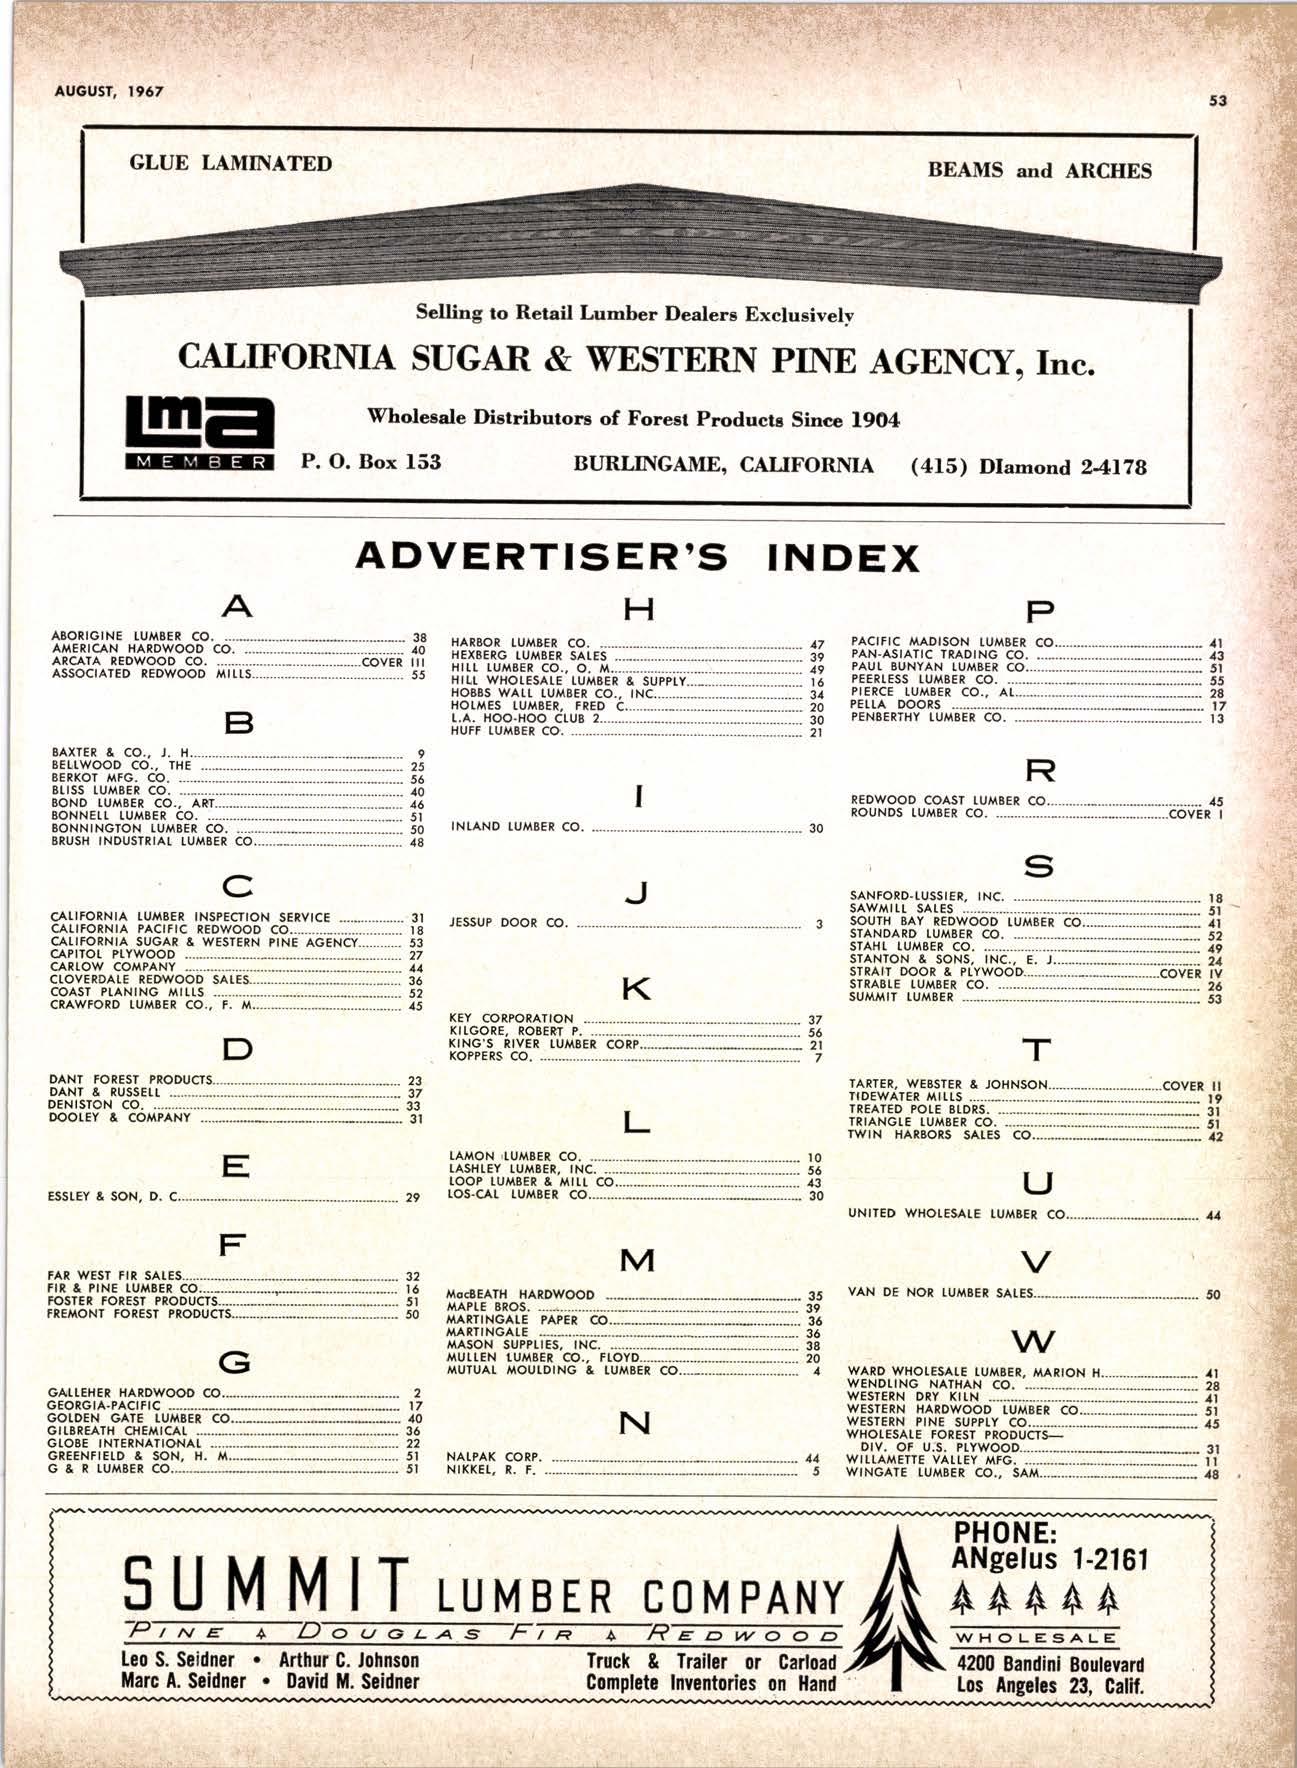 AUGUST, 1967
53
GLUE LAMINATED
BEAMS and ARCHES
Selling to Retail Lumber Dealers Exclusively
CALIFORNIA SUGAR & WESTERN PINE AGENCY, Inc.
lma
MEMBER
Wholesale Distributors of Forest Products Since 1904
P. O. Box 153 BURLINGAME, CALIFORNIA (415) DIamond 2-4178
ADVERTISER'S INDEX
A
ABORIGINE LUMBER CO. 38
AMERICAN HARDWOOD CO. 40
ARCATA REDWOOD CO. COVER III
ASSOCIATED REDWOOD MILLS 55
B
BAXTER & CO., J. H. 9
BELLWOOD CO., THE 25
BERKOT MFG. CO. 56
BLISS LUMBER CO. 40
BOND LUMBER CO., ART 46
BONNELL LUMBER CO. 51
BONNINGTON LUMBER CO. 50
BRUSH INDUSTRIAL LUMBER CO. 48
C
CALIFORNIA LUMBER INSPECTION SERVICE 31
CALIFORNIA PACIFIC REDWOOD CO. 18
CALIFORNIA SUGAR & WESTERN PINE AGENCY 53
CAPITOL PLYWOOD 27
CARLOW COMPANY 44
CLOVERDALE REDWOOD SALES 36
COAST PLANING MILLS 52
CRAWFORD LUMBER CO., F. M. 45
D
DANT FOREST PRODUCTS 23
DANT & RUSSELL 37
DENISTON CO. 33
DOOLEY & COMPANY 31
E
ESSLEY & SON, D. C. 29
F
FAR WEST FIR SALES 32
FIR & PINE LUMBER CO. 16
FOSTER FOREST PRODUCTS 51
FREMONT FOREST PRODUCTS 50
G
GALLEHER HARDWOOD CO. 2
GEORGIA-PACIFIC 17
GOLDEN GATE LUMBER CO. 40
GILBREATH CHEMICAL 36
GLOBE INTERNATIONAL 22
GREENFIELD & SON, H. M. 51
G & R LUMBER CO. 51
H
HARBOR LUMBER CO. 47
HEXBERG LUMBER SALES 39
HILL LUMBER CO., O. M. 49
HILL WHOLESALE LUMBER & SUPPLY 16
HOBBS WALL LUMBER CO., INC. 34
HOLMES LUMBER, FRED C. 20
L.A. HOO-HOO CLUB 2 30
HUFF LUMBER CO. 21
I
INLAND LUMBER CO. 30
J
JESSUP DOOR CO. 3
K
KEY CORPORATION 37
KILGORE, ROBERT P. 56
KING'S RIVER LUMBER CORP. 21
KOPPERS CO. 7
L
LAMON LUMBER CO. 10
LASHLEY LUMBER, INC. 56
LOOP LUMBER & MILL CO. 43
LOS-CAL LUMBER CO. 30
M
MacBEATH HARDWOOD 35
MAPLE BROS. 39
MARTINGALE PAPER CO. 36
MARTINGALE 36
MASON SUPPLIES, INC. 38
MULLEN LUMBER CO., FLOYD 20
MUTUAL MOULDING & LUMBER CO. 4
N
NALPAK CORP. 44
NIKKEL, R. F. 5
P
PACIFIC MADISON LUMBER CO. 41
PAN-ASIATIC TRADING CO. 43
PAUL BUNYAN LUMBER CO. 51
PEERLESS LUMBER CO. 55
PIERCE LUMBER CO., AL 28
PELLA DOORS 17
PENBERTHY LUMBER CO. 13
R
REDWOOD COAST LUMBER CO. 45
ROUNDS LUMBER CO. COVER I
S
SANFORD-LUSSIER, INC. 18
SAWMILL SALES 51
SOUTH BAY REDWOOD LUMBER CO. 41
STANDARD LUMBER CO. 52
STAHL LUMBER CO. 49
STANTON & SONS, INC., E. J. 24
STRAIT DOOR & PLYWOOD COVER IV
STRABLE LUMBER CO. 26
SUMMIT LUMBER 53
T
TARTER, WEBSTER & JOHNSON COVER II
TIDEWATER MILLS 19
TREATED POLE BLDRS. 31
TRIANGLE LUMBER CO. 51
TWIN HARBORS SALES CO. 42
U
UNITED WHOLESALE LUMBER CO. 44
V
VAN DE NOR LUMBER SALES 50
W
WARD WHOLESALE LUMBER, MARION H. 41
WENDLING NATHAN CO. 28
WESTERN DRY KILN 41
WESTERN HARDWOOD LUMBER CO. 51
WESTERN PINE SUPPLY CO. 45
WHOLESALE FOREST PRODUCTS—
DIV. OF U.S. PLYWOOD 31
WILLAMETTE VALLEY MFG. 11
WINGATE LUMBER CO., SAM 48
SUMMIT LUMBER COMPANY
PINE DOUGLAS FIR REDWOOD
Leo S. Seidner • Arthur C. Johnson
Marc A. Seidner • David M. Seidner
Truck & Trailer or Carload
Complete Inventories on Hand
PHONE:
ANgelus 1-2161
WHOLESALE
4200 Bandini Boulevard
Los Angeles 23, Calif.